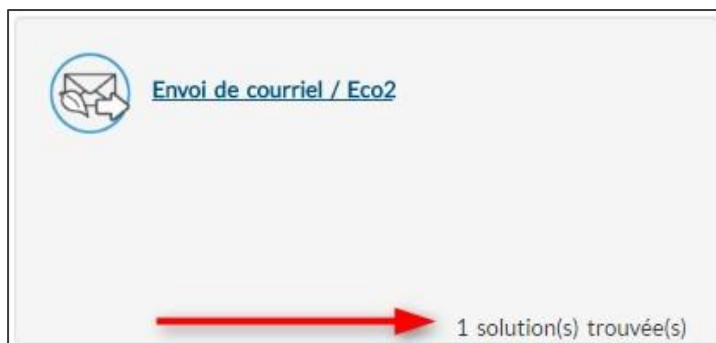 Envoi de courriel / Eco2
1 solution(s) trouvée(s)